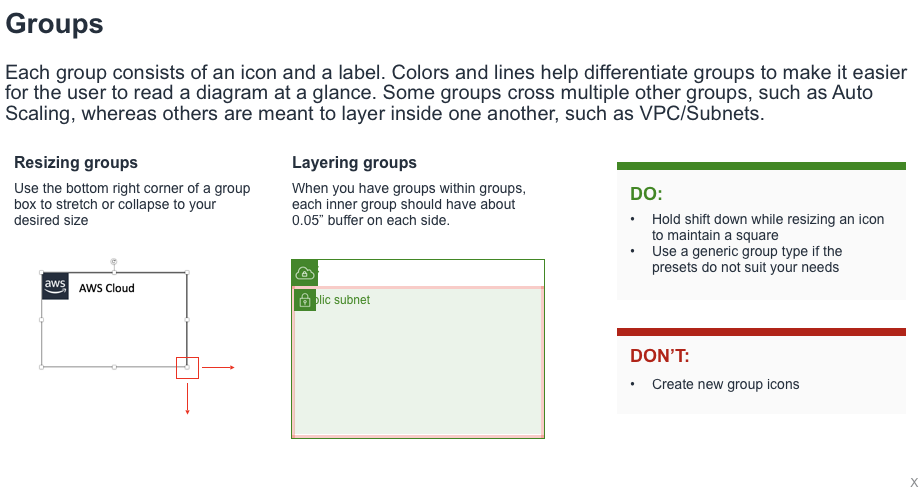 Groups
Each group consists of an icon and a label. Colors and lines help differentiate groups to make it easier
for the user to read a diagram at a glance. Some groups cross multiple other groups, such as Auto
Scaling, whereas others are meant to layer inside one another, such as VPC/Subnets.
Resizing groups
Use the bottom right corner of a group
box to stretch or collapse to your
desired size
aws
AWS Cloud
Layering groups
When you have groups within groups,
each inner group should have about
0.05” buffer on each side.
subnet
DO:
• Hold shift down while resizing an icon
to maintain a square
• Use a generic group type if the
presets do not suit your needs
DON’T:
• Create new group icons
X